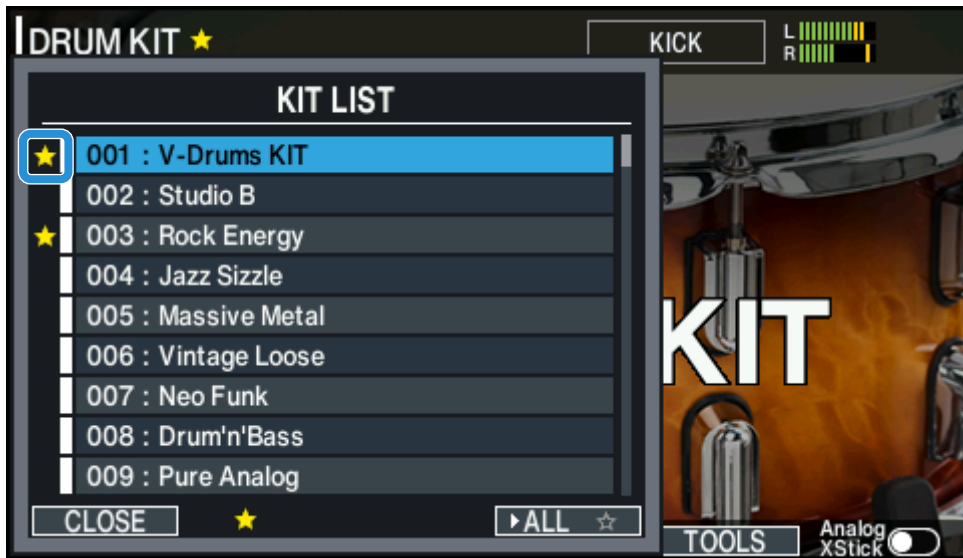 DRUM KIT ★
KICK
L
R
KIT LIST
★ 001 : V-Drums KIT
002 : Studio B
★ 003 : Rock Energy
004 : Jazz Sizzle
005 : Massive Metal
006 : Vintage Loose
007 : Neo Funk
008 : Drum'n'Bass
009 : Pure Analog
KIT
CLOSE ★ ▶ALL ☆
TOOLS
Analog
XStick